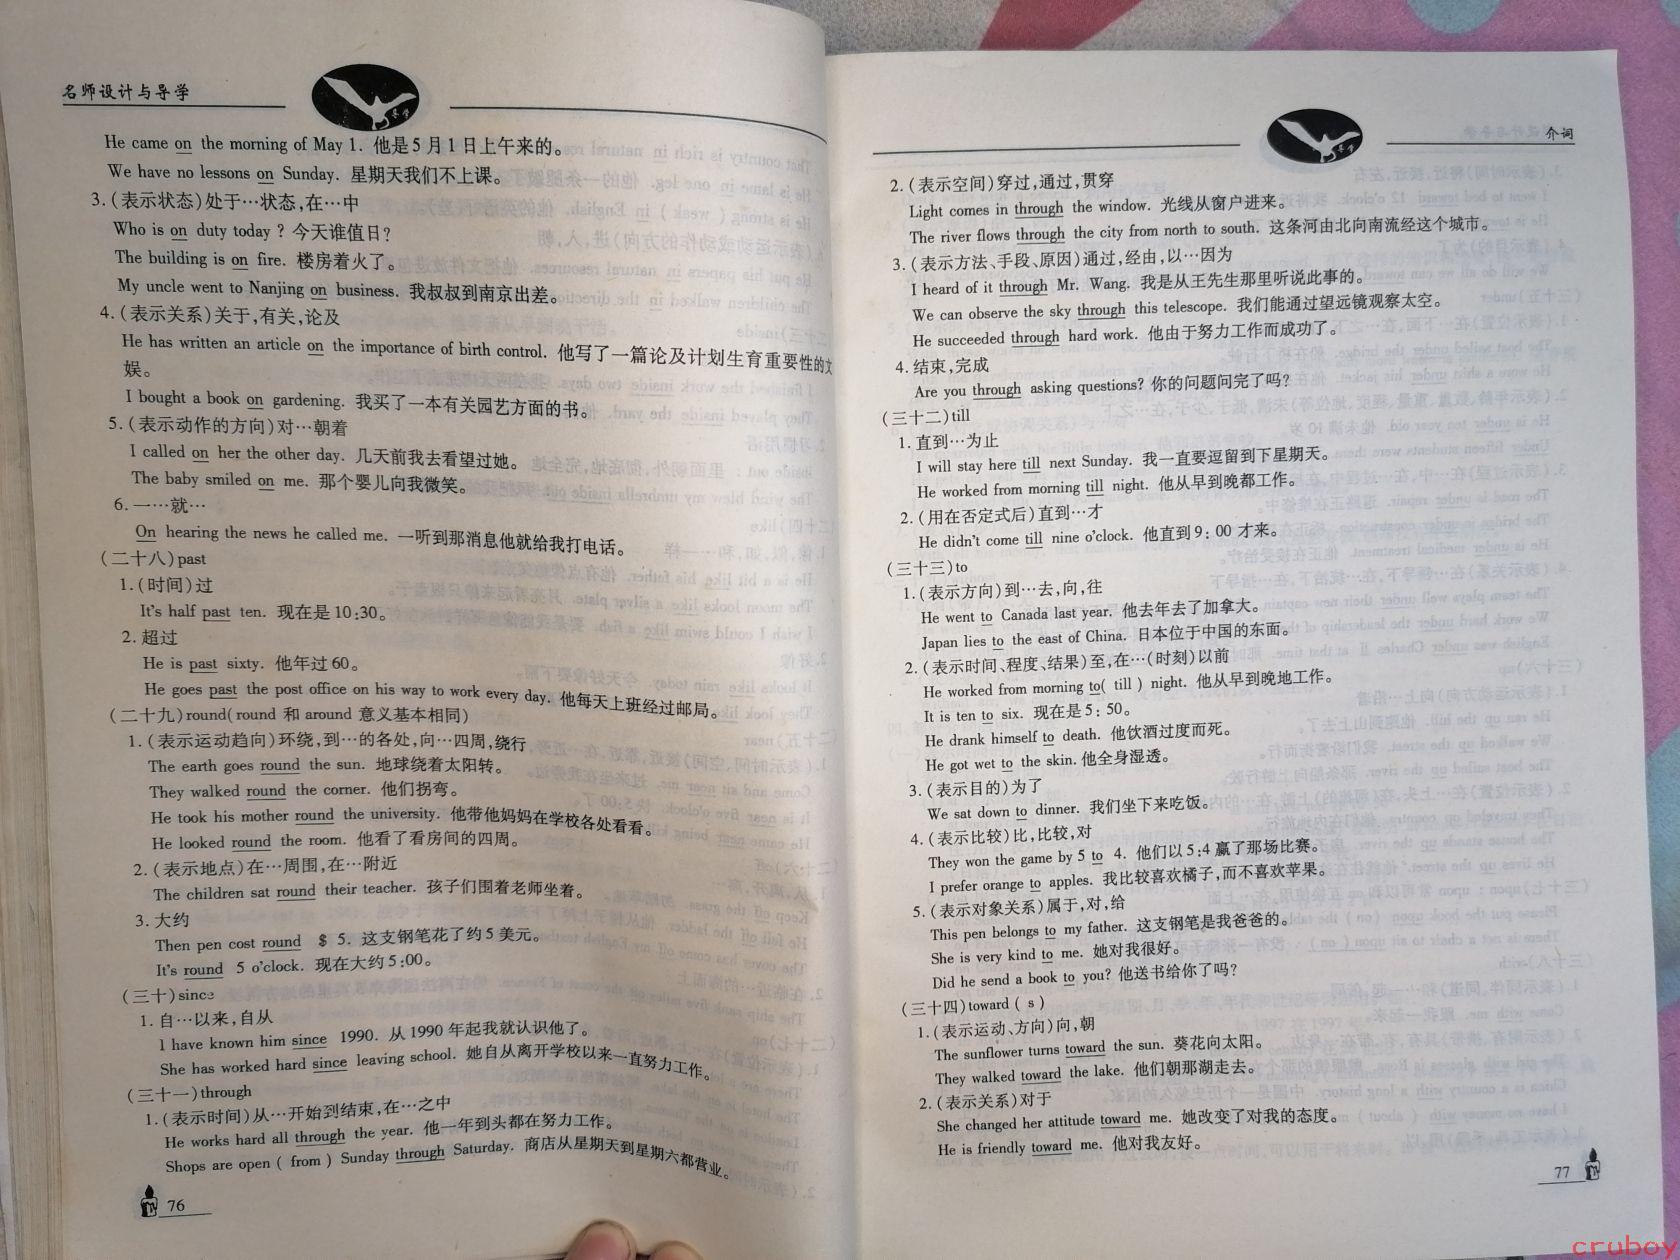 名师设计与导学
He came on the morning of May 1. 他是5月1日上午来的。
We have no lessons on Sunday. 星期天我们不上课。
3.(表示状态)处于…状态,在…中
Who is on duty today ? 今天谁值日?
The building is on fire. 楼房着火了。
My uncle went to Nanjing on business. 我叔叔到南京出差。
4.(表示关系)关于,有关,论及
He has written an article on the importance of birth control. 他写了一篇论及计划生育重要性的文
娱。
I bought a book on gardening. 我买了一本有关园艺方面的书。
5.(表示动作的方向)对…朝着
I called on her the other day. 几天前我去看望过她。
The baby smiled on me. 那个婴儿向我微笑。
6.一…就…
On hearing the news he called me. 一听到那消息他就给我打电话。
(二十八)past
1.(时间)过
It's half past ten. 现在是10:30。
2.超过
He is past sixty. 他年过60。
He goes past the post office on his way to work every day. 他每天上班经过邮局。
(二十九)round(round 和 around 意义基本相同)
1.(表示运动趋向)环绕,到…的各处,向…四周,绕行
The earth goes round the sun. 地球绕着太阳转。
They walked round the corner. 他们拐弯。
He took his mother round the university. 他带他妈妈在学校各处看看。
He looked round the room. 他看了看房间的四周。
2.(表示地点)在…周围,在…附近
The children sat round their teacher. 孩子们围着老师坐着。
3.大约
Then pen cost round $ 5. 这支钢笔花了约5美元。
It's round 5 o'clock. 现在大约5:00。
(三十)since
1.自…以来,自从
I have known him since 1990. 从1990年起我就认识他了。
She has worked hard since leaving school. 她自从离开学校以来一直努力工作。
(三十一)through
1.(表示时间)从…开始到结束,在…之中
He works hard all through the year. 他一年到头都在努力工作。
Shops are open ( from ) Sunday through Saturday. 商店从星期天到星期六都营业。
76
介词
2.(表示空间)穿过,通过,贯穿
Light comes in through the window. 光线从窗户进来。
The river flows through the city from north to south. 这条河由北向南流经这个城市。
3.(表示方法、手段、原因)通过,经由,以…因为
I heard of it through Mr. Wang. 我是从王先生那里听说此事的。
We can observe the sky through this telescope. 我们能通过望远镜观察太空。
He succeeded through hard work. 他由于努力工作而成功了。
4.结束,完成
Are you through asking questions? 你的问题问完了吗?
(三十二)till
1.直到…为止
I will stay here till next Sunday. 我一直要逗留到下星期天。
He worked from morning till night. 他从早到晚都工作。
2.(用在否定式后)直到…才
He didn't come till nine o'clock. 他直到9:00才来。
(三十三)to
1.(表示方向)到…去,向,往
He went to Canada last year. 他去年去了加拿大。
Japan lies to the east of China. 日本位于中国的东面。
2.(表示时间、程度、结果)至,在…(时刻)以前
He worked from morning to( till ) night. 他从早到晚地工作。
It is ten to six. 现在是5:50。
He drank himself to death. 他饮酒过度而死。
He got wet to the skin. 他全身湿透。
3.(表示目的)为了
We sat down to dinner. 我们坐下来吃饭。
4.(表示比较)比,比较,对
They won the game by 5 to 4. 他们以5:4赢了那场比赛。
I prefer orange to apples. 我比较喜欢橘子,而不喜欢苹果。
5.(表示对象关系)属于,对,给
This pen belongs to my father. 这支钢笔是我爸爸的。
She is very kind to me. 她对我很好。
Did he send a book to you? 他送书给你了吗?
(三十四)toward ( s )
1.(表示运动、方向)向,朝
The sunflower turns toward the sun. 葵花向太阳。
They walked toward the lake. 他们朝那湖走去。
2.(表示关系)对于
She changed her attitude toward me. 她改变了对我的态度。
He is friendly toward me. 他对我友好。
77
cruboy